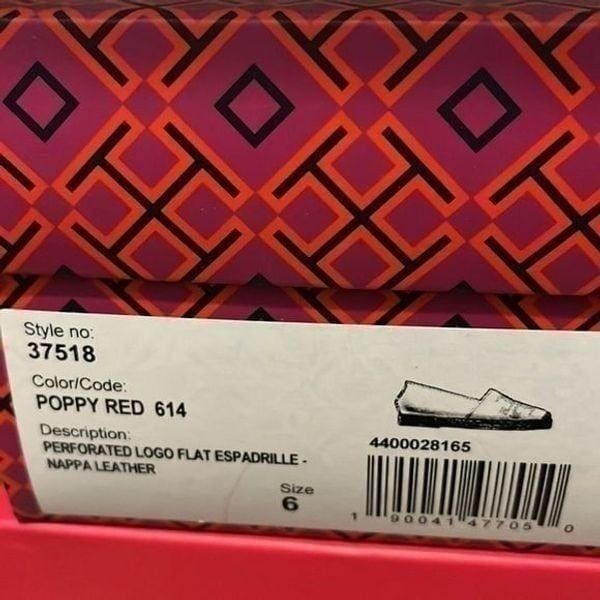 Style no:
37518
Color/Code:
POPPY RED 614
Description:
PERFORATED LOGO FLAT ESPADRILLE -
NAPPA LEATHER
Size
6
4400028165
1 90041 47705 0